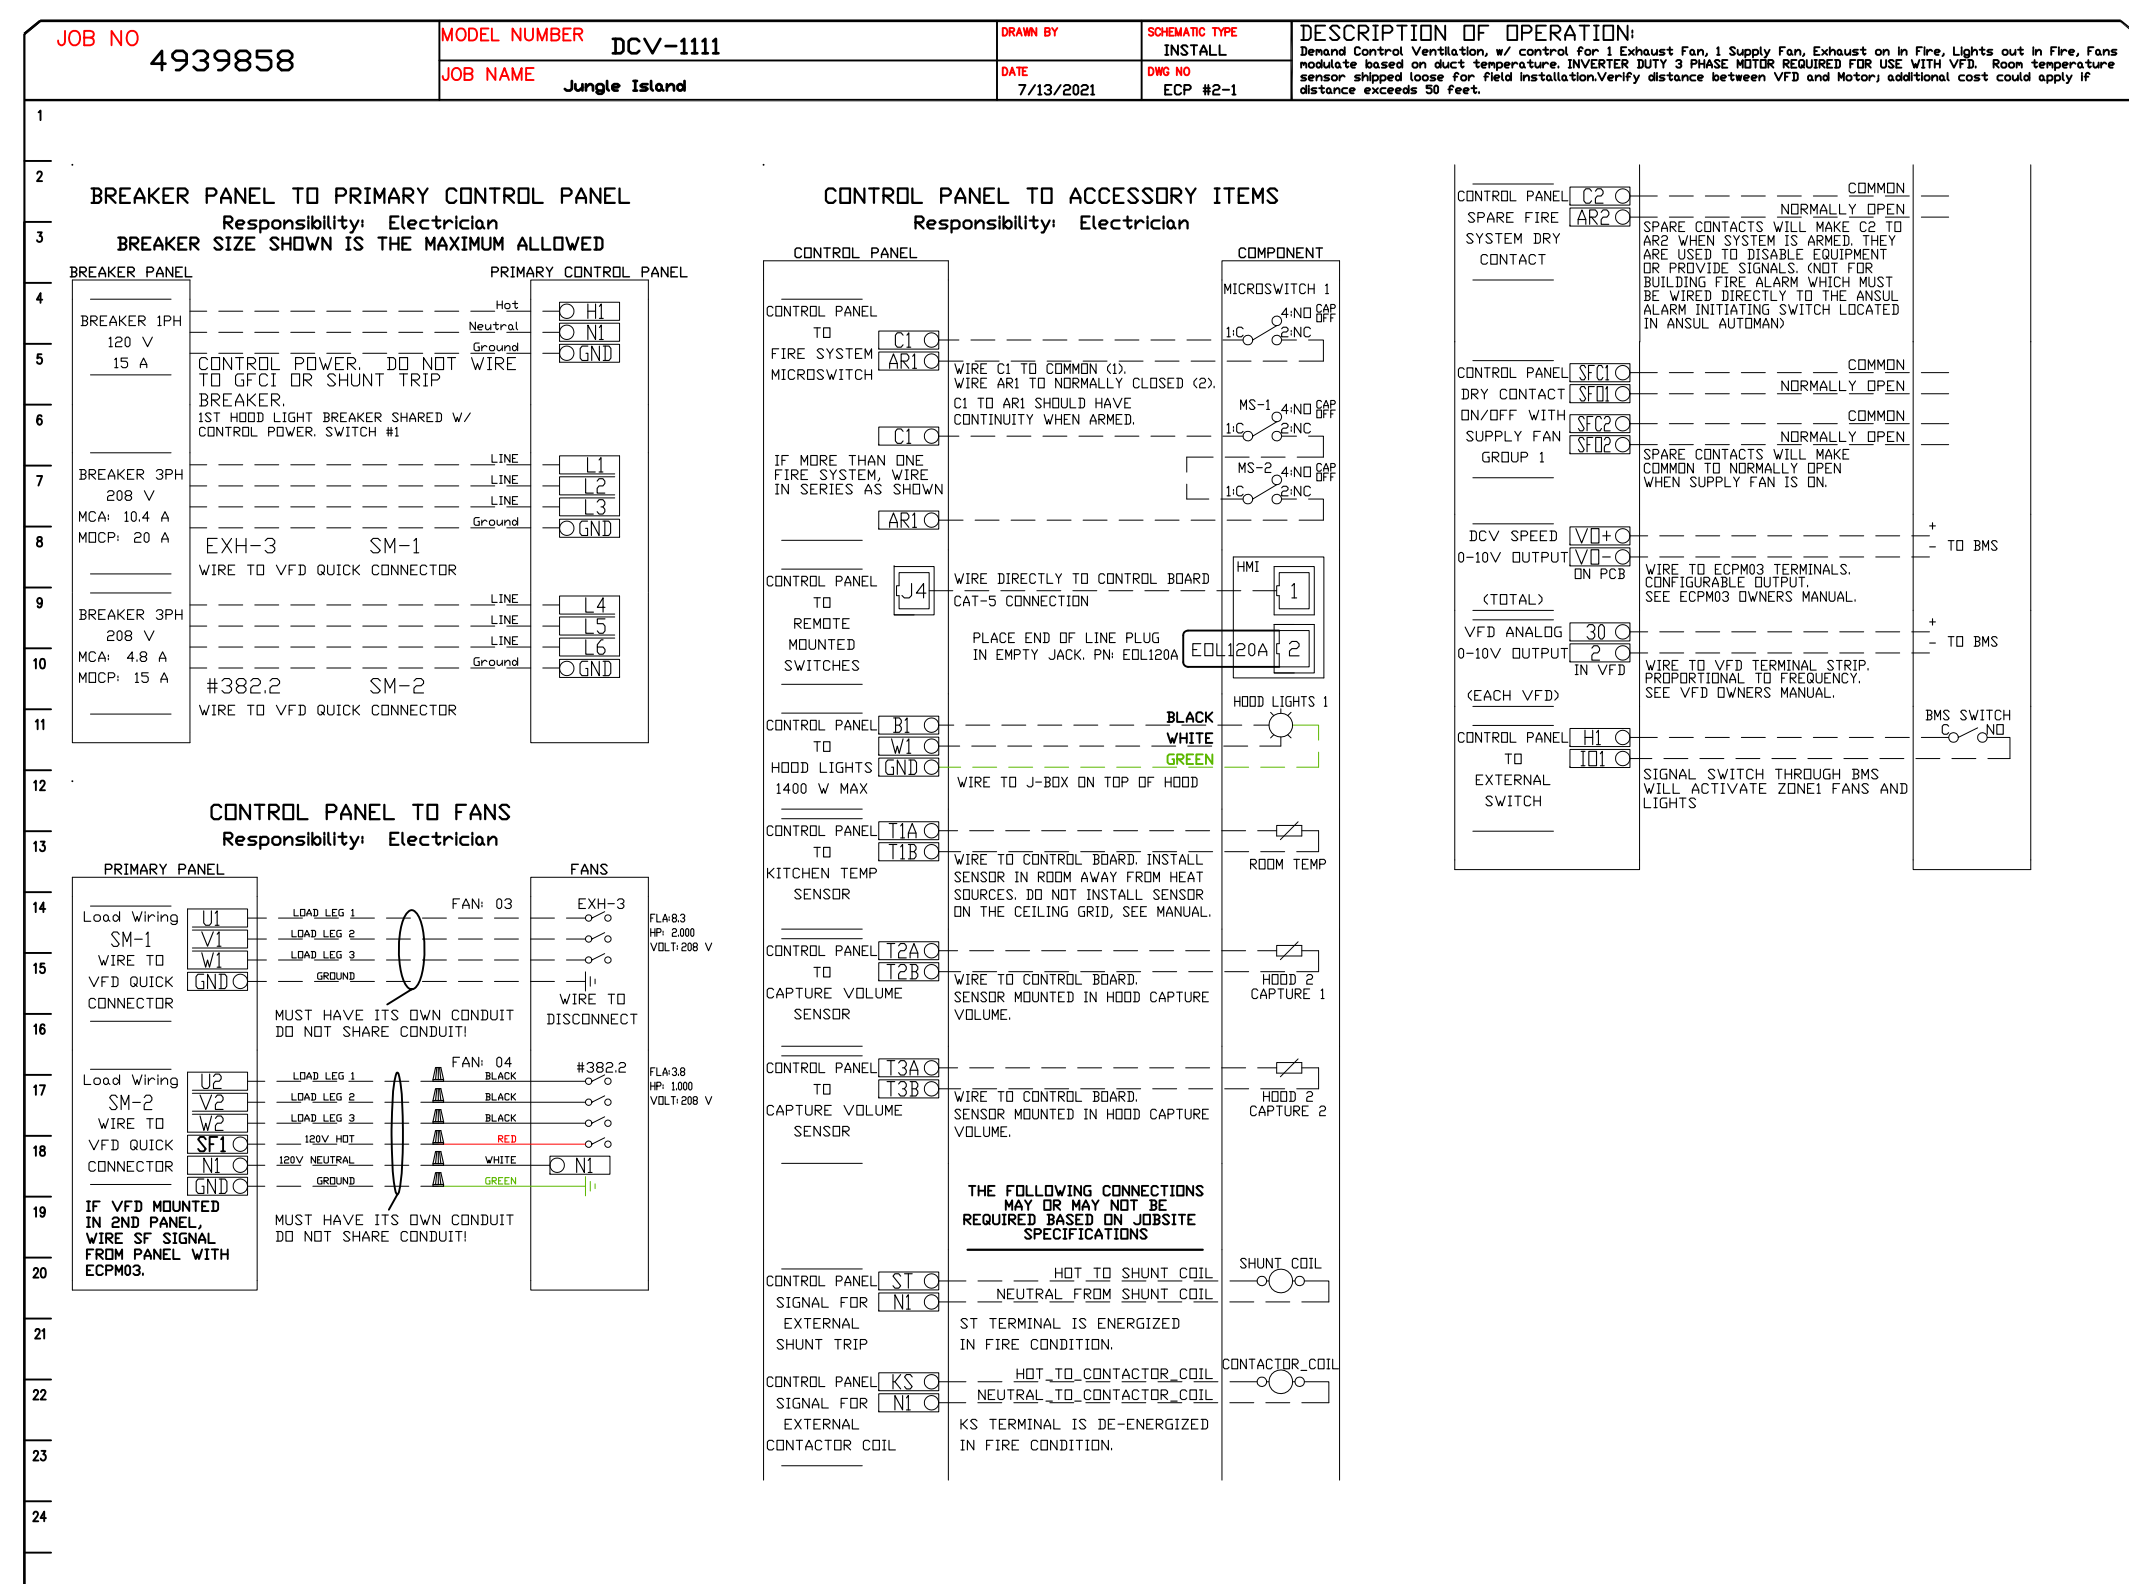 JOB NO
4939858
MODEL NUMBER
DCV-1111
JOB NAME
Jungle Island
DRAWN BY
DATE
7/13/2021
SCHEMATIC TYPE
INSTALL
DWG NO
ECP #2-1
DESCRIPTION OF OPERATION:
Demand Control Ventilation, w/ control for 1 Exhaust Fan, 1 Supply Fan, Exhaust on in Fire, Lights out in Fire, Fans
modulate based on duct temperature. INVERTER DUTY 3 PHASE MOTOR REQUIRED FOR USE WITH VFD. Room temperature
sensor shipped loose for field installation.Verify distance between VFD and Motor; additional cost could apply if
distance exceeds 50 feet.
1
2
3
4
5
6
7
8
9
10
11
12
13
14
15
16
17
18
19
20
21
22
23
24
BREAKER PANEL TO PRIMARY CONTROL PANEL
Responsibility: Electrician
BREAKER SIZE SHOWN IS THE MAXIMUM ALLOWED
BREAKER PANEL
PRIMARY CONTROL PANEL
BREAKER 1PH
120 V
15 A
Hot
H1
Neutral
N1
Ground
GND
CONTROL POWER. DO NOT WIRE
TO GFCI OR SHUNT TRIP
BREAKER.
1ST HOOD LIGHT BREAKER SHARED W/
CONTROL POWER. SWITCH #1
BREAKER 3PH
208 V
MCA: 10.4 A
MOCP: 20 A
LINE
L1
LINE
L2
LINE
L3
Ground
GND
EXH-3 SM-1
WIRE TO VFD QUICK CONNECTOR
BREAKER 3PH
208 V
MCA: 4.8 A
MOCP: 15 A
LINE
L4
LINE
L5
LINE
L6
Ground
GND
#382.2 SM-2
WIRE TO VFD QUICK CONNECTOR
CONTROL PANEL TO FANS
Responsibility: Electrician
PRIMARY PANEL
FANS
Load Wiring
SM-1
WIRE TO
VFD QUICK
CONNECTOR
U1
V1
W1
GND
LOAD LEG 1
LOAD LEG 2
LOAD LEG 3
GROUND
FAN: 03
EXH-3
FLA:8.3
HP: 2.000
VOLT:208 V
WIRE TO
DISCONNECT
MUST HAVE ITS OWN CONDUIT
DO NOT SHARE CONDUIT!
Load Wiring
SM-2
WIRE TO
VFD QUICK
CONNECTOR
U2
V2
W2
SF1
N1
GND
LOAD LEG 1
LOAD LEG 2
LOAD LEG 3
120V HOT
120V NEUTRAL
GROUND
FAN: 04
BLACK
BLACK
BLACK
RED
WHITE
GREEN
#382.2
N1
FLA:3.8
HP: 1.000
VOLT:208 V
IF VFD MOUNTED
IN 2ND PANEL,
WIRE SF SIGNAL
FROM PANEL WITH
ECPM03.
MUST HAVE ITS OWN CONDUIT
DO NOT SHARE CONDUIT!
CONTROL PANEL TO ACCESSORY ITEMS
Responsibility: Electrician
CONTROL PANEL
COMPONENT
CONTROL PANEL
TO
FIRE SYSTEM
MICROSWITCH
C1
AR1
MICROSWITCH 1
4:NO CAP OFF
1:C
2:NC
WIRE C1 TO COMMON (1).
WIRE AR1 TO NORMALLY CLOSED (2).
C1 TO AR1 SHOULD HAVE
CONTINUITY WHEN ARMED.
C1
IF MORE THAN ONE
FIRE SYSTEM, WIRE
IN SERIES AS SHOWN
AR1
MS-1
4:NO CAP OFF
1:C
2:NC
MS-2
4:NO CAP OFF
1:C
2:NC
CONTROL PANEL
TO
REMOTE
MOUNTED
SWITCHES
J4
WIRE DIRECTLY TO CONTROL BOARD
CAT-5 CONNECTION
HMI
1
PLACE END OF LINE PLUG
IN EMPTY JACK. PN: EOL120A
EOL120A
2
CONTROL PANEL
TO
HOOD LIGHTS
1400 W MAX
B1
W1
GND
BLACK
WHITE
GREEN
HOOD LIGHTS 1
WIRE TO J-BOX ON TOP OF HOOD
CONTROL PANEL
TO
KITCHEN TEMP
SENSOR
T1A
T1B
ROOM TEMP
WIRE TO CONTROL BOARD. INSTALL
SENSOR IN ROOM AWAY FROM HEAT
SOURCES. DO NOT INSTALL SENSOR
ON THE CEILING GRID, SEE MANUAL.
CONTROL PANEL
TO
CAPTURE VOLUME
SENSOR
T2A
T2B
HOOD 2
CAPTURE 1
WIRE TO CONTROL BOARD.
SENSOR MOUNTED IN HOOD CAPTURE
VOLUME.
CONTROL PANEL
TO
CAPTURE VOLUME
SENSOR
T3A
T3B
HOOD 2
CAPTURE 2
WIRE TO CONTROL BOARD.
SENSOR MOUNTED IN HOOD CAPTURE
VOLUME.
THE FOLLOWING CONNECTIONS
MAY OR MAY NOT BE
REQUIRED BASED ON JOBSITE
SPECIFICATIONS
CONTROL PANEL
SIGNAL FOR
EXTERNAL
SHUNT TRIP
ST
N1
HOT TO SHUNT COIL
NEUTRAL FROM SHUNT COIL
SHUNT COIL
ST TERMINAL IS ENERGIZED
IN FIRE CONDITION.
CONTROL PANEL
SIGNAL FOR
EXTERNAL
CONTACTOR COIL
KS
N1
HOT_TO_CONTACTOR_COIL
NEUTRAL_TO_CONTACTOR_COIL
CONTACTOR_COIL
KS TERMINAL IS DE-ENERGIZED
IN FIRE CONDITION.
CONTROL PANEL
SPARE FIRE
SYSTEM DRY
CONTACT
C2
AR2
COMMON
NORMALLY OPEN
SPARE CONTACTS WILL MAKE C2 TO
AR2 WHEN SYSTEM IS ARMED. THEY
ARE USED TO DISABLE EQUIPMENT
OR PROVIDE SIGNALS. (NOT FOR
BUILDING FIRE ALARM WHICH MUST
BE WIRED DIRECTLY TO THE ANSUL
ALARM INITIATING SWITCH LOCATED
IN ANSUL AUTOMAN)
CONTROL PANEL
DRY CONTACT
ON/OFF WITH
SUPPLY FAN
GROUP 1
SFC1
SFO1
SFC2
SFO2
COMMON
NORMALLY OPEN
COMMON
NORMALLY OPEN
SPARE CONTACTS WILL MAKE
COMMON TO NORMALLY OPEN
WHEN SUPPLY FAN IS ON.
DCV SPEED
0-10V OUTPUT
(TOTAL)
VO+
VO-
ON PCB
+
- TO BMS
WIRE TO ECPM03 TERMINALS.
CONFIGURABLE OUTPUT.
SEE ECPM03 OWNERS MANUAL.
VFD ANALOG
0-10V OUTPUT
(EACH VFD)
30
2
IN VFD
+
- TO BMS
WIRE TO VFD TERMINAL STRIP.
PROPORTIONAL TO FREQUENCY.
SEE VFD OWNERS MANUAL.
CONTROL PANEL
TO
EXTERNAL
SWITCH
H1
IO1
BMS SWITCH
C
NO
SIGNAL SWITCH THROUGH BMS
WILL ACTIVATE ZONE1 FANS AND
LIGHTS